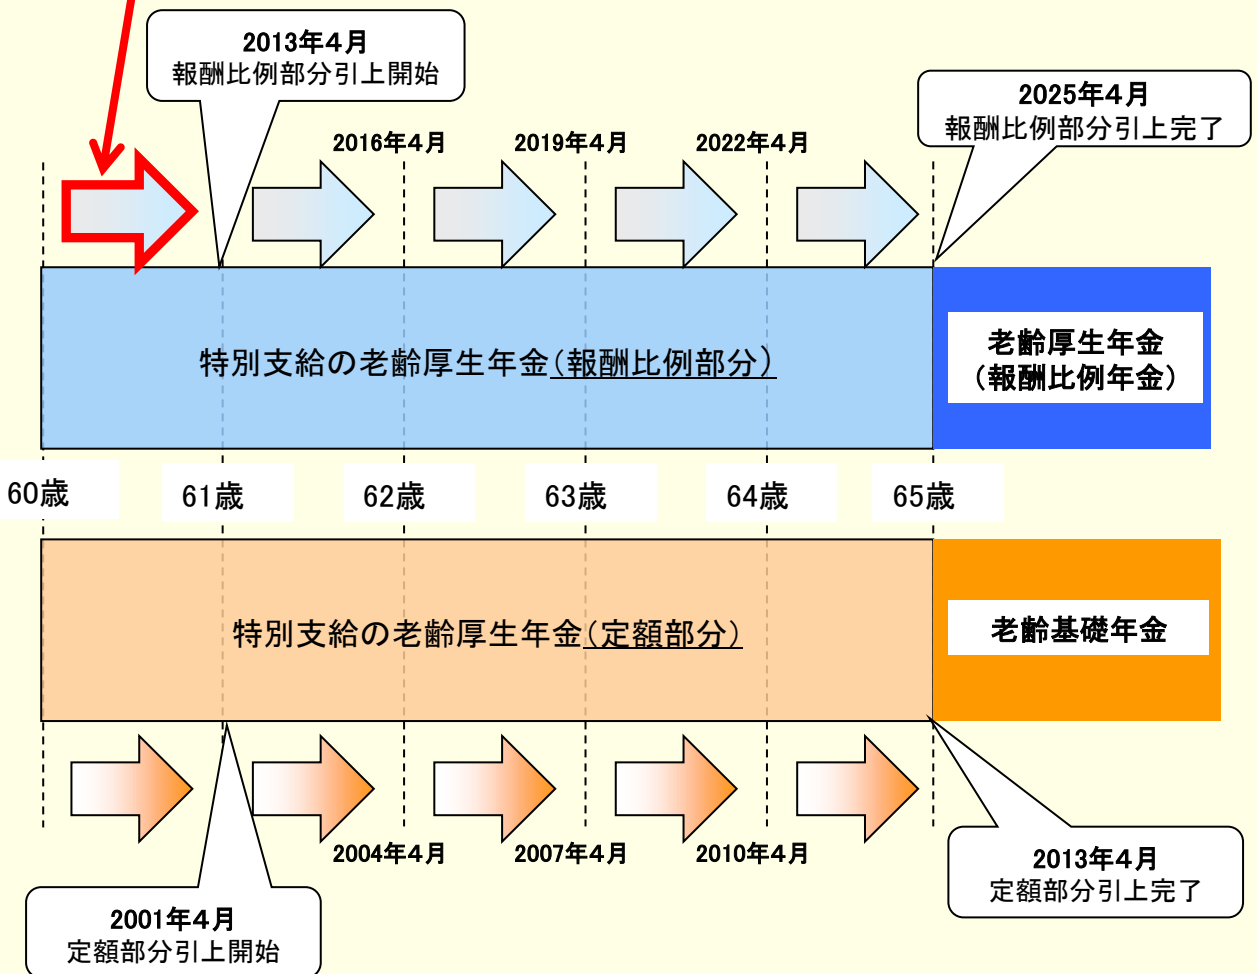 2013年4月
報酬比例部分引上開始
2025年4月
報酬比例部分引上完了
2016年4月
2019年4月
2022年4月
特別支給の老齢厚生年金(報酬比例部分)
老齢厚生年金
(報酬比例年金)
60歳
61歳
62歳
63歳
64歳
65歳
特別支給の老齢厚生年金(定額部分)
老齢基礎年金
2004年4月
2007年4月
2010年4月
2013年4月
定額部分引上完了
2001年4月
定額部分引上開始